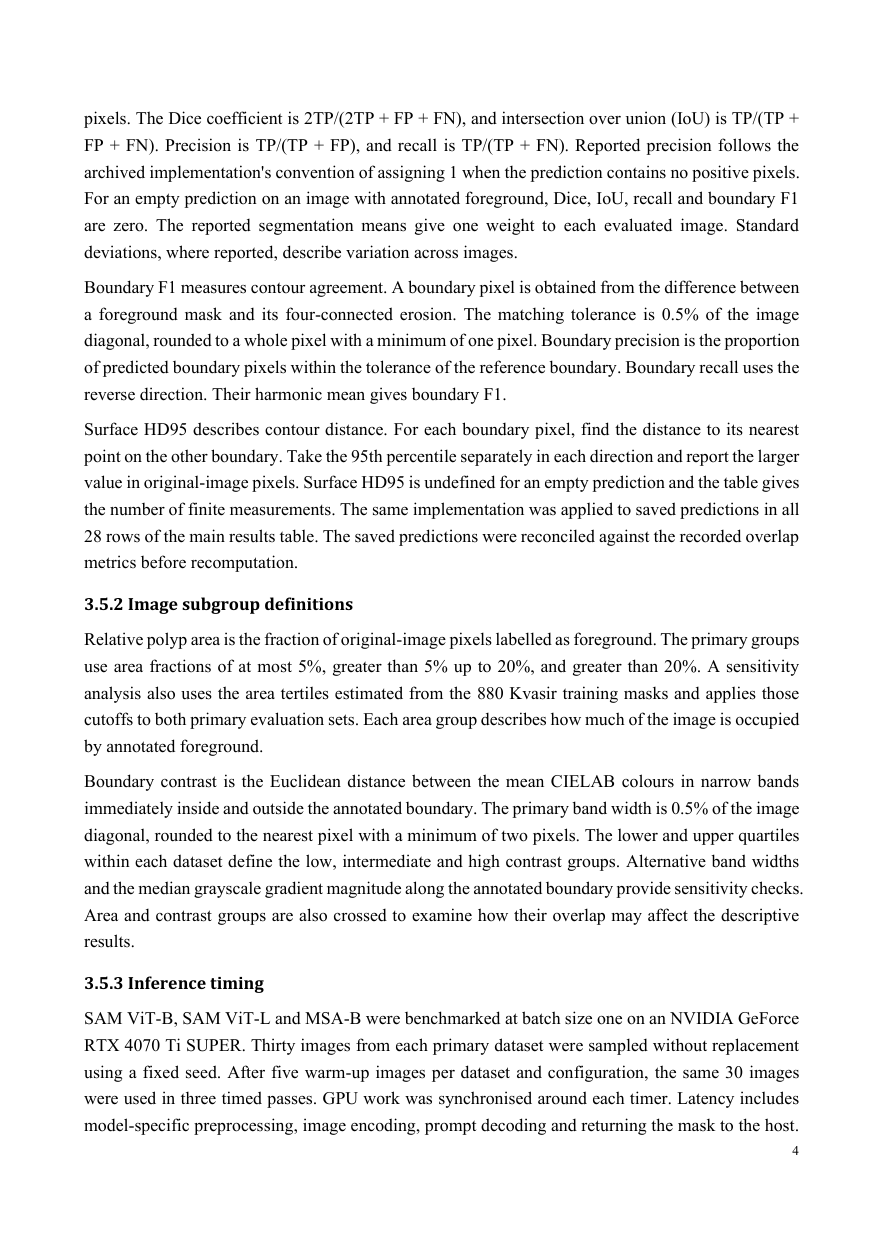 pixels. The Dice coefficient is 2TP/(2TP + FP + FN), and intersection over union (IoU) is TP/(TP +
FP + FN). Precision is TP/(TP + FP), and recall is TP/(TP + FN). Reported precision follows the
archived implementation's convention of assigning 1 when the prediction contains no positive pixels.
For an empty prediction on an image with annotated foreground, Dice, IoU, recall and boundary F1
are zero. The reported segmentation means give one weight to each evaluated image. Standard
deviations, where reported, describe variation across images.
Boundary F1 measures contour agreement. A boundary pixel is obtained from the difference between
a foreground mask and its four-connected erosion. The matching tolerance is 0.5% of the image
diagonal, rounded to a whole pixel with a minimum of one pixel. Boundary precision is the proportion
of predicted boundary pixels within the tolerance of the reference boundary. Boundary recall uses the
reverse direction. Their harmonic mean gives boundary F1.
Surface HD95 describes contour distance. For each boundary pixel, find the distance to its nearest
point on the other boundary. Take the 95th percentile separately in each direction and report the larger
value in original-image pixels. Surface HD95 is undefined for an empty prediction and the table gives
the number of finite measurements. The same implementation was applied to saved predictions in all
28 rows of the main results table. The saved predictions were reconciled against the recorded overlap
metrics before recomputation.
3.5.2 Image subgroup definitions
Relative polyp area is the fraction of original-image pixels labelled as foreground. The primary groups
use area fractions of at most 5%, greater than 5% up to 20%, and greater than 20%. A sensitivity
analysis also uses the area tertiles estimated from the 880 Kvasir training masks and applies those
cutoffs to both primary evaluation sets. Each area group describes how much of the image is occupied
by annotated foreground.
Boundary contrast is the Euclidean distance between the mean CIELAB colours in narrow bands
immediately inside and outside the annotated boundary. The primary band width is 0.5% of the image
diagonal, rounded to the nearest pixel with a minimum of two pixels. The lower and upper quartiles
within each dataset define the low, intermediate and high contrast groups. Alternative band widths
and the median grayscale gradient magnitude along the annotated boundary provide sensitivity checks.
Area and contrast groups are also crossed to examine how their overlap may affect the descriptive
results.
3.5.3 Inference timing
SAM ViT-B, SAM ViT-L and MSA-B were benchmarked at batch size one on an NVIDIA GeForce
RTX 4070 Ti SUPER. Thirty images from each primary dataset were sampled without replacement
using a fixed seed. After five warm-up images per dataset and configuration, the same 30 images
were used in three timed passes. GPU work was synchronised around each timer. Latency includes
model-specific preprocessing, image encoding, prompt decoding and returning the mask to the host.
4